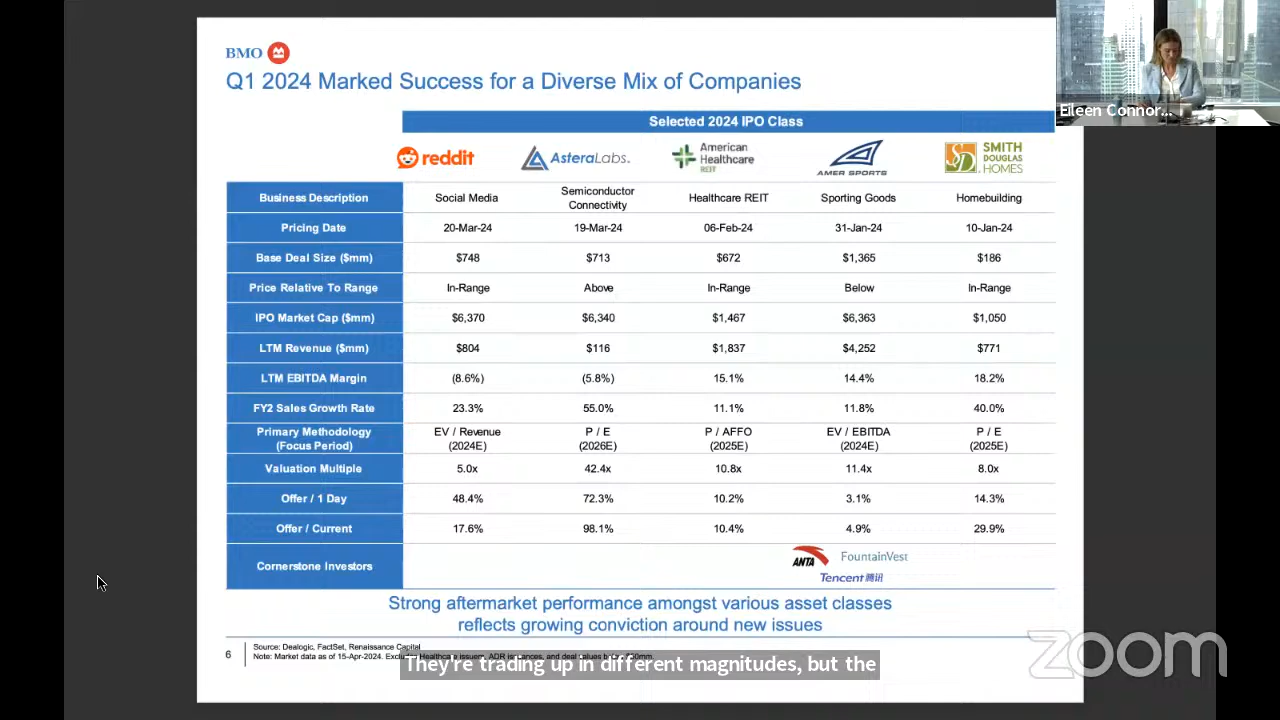 BMO
Q1 2024 Marked Success for a Diverse Mix of Companies
Eileen Connor...
Selected 2024 IPO Class
reddit
AsteraLabs.
American
Healthcare
REIT
AMER SPORTS
SD
SMITH
DOUGLAS
HOMES
Business Description
Social Media
Semiconductor
Connectivity
Healthcare REIT
Sporting Goods
Homebuilding
Pricing Date
20-Mar-24
19-Mar-24
06-Feb-24
31-Jan-24
10-Jan-24
Base Deal Size ($mm)
$748
$713
$672
$1,365
$186
Price Relative To Range
In-Range
Above
In-Range
Below
In-Range
IPO Market Cap ($mm)
$6,370
$6,340
$1,467
$6,363
$1,050
LTM Revenue ($mm)
$804
$116
$1,837
$4,252
$771
LTM EBITDA Margin
(8.6%)
(5.8%)
15.1%
14.4%
18.2%
FY2 Sales Growth Rate
23.3%
55.0%
11.1%
11.8%
40.0%
Primary Methodology
(Focus Period)
EV / Revenue
(2024E)
P / E
(2026E)
P / AFFO
(2025E)
EV / EBITDA
(2024E)
P / E
(2025E)
Valuation Multiple
5.0x
42.4x
10.8x
11.4x
8.0x
Offer / 1 Day
48.4%
72.3%
10.2%
3.1%
14.3%
Offer / Current
17.6%
98.1%
10.4%
4.9%
29.9%
Cornerstone Investors
ANTA
FountainVest
Tencent 腾讯
Strong aftermarket performance amongst various asset classes
reflects growing conviction around new issues
6
Source: Dealogic, FactSet, Renaissance Capital
Note: Market data as of 15-Apr-2024.
They're trading up in different magnitudes, but the
zoom